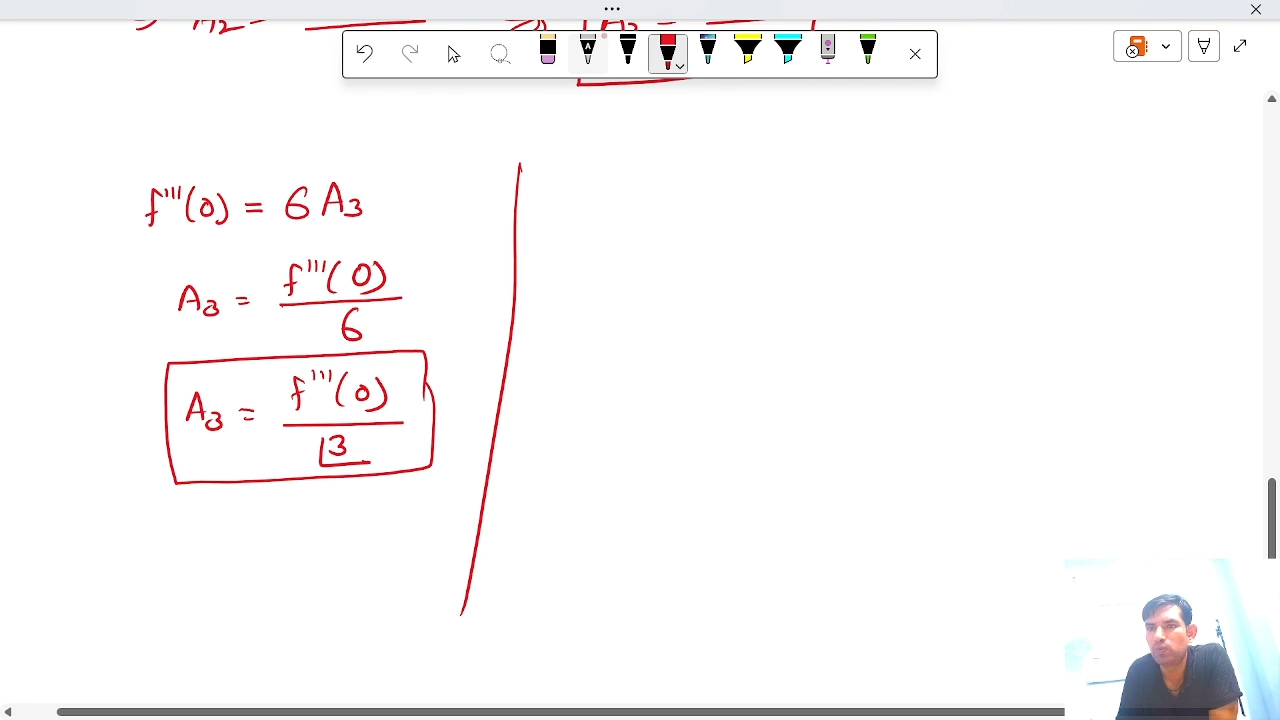 f'''(0) = 6 A₃
A₃ = f'''(0) / 6
A₃ = f'''(0) / |3